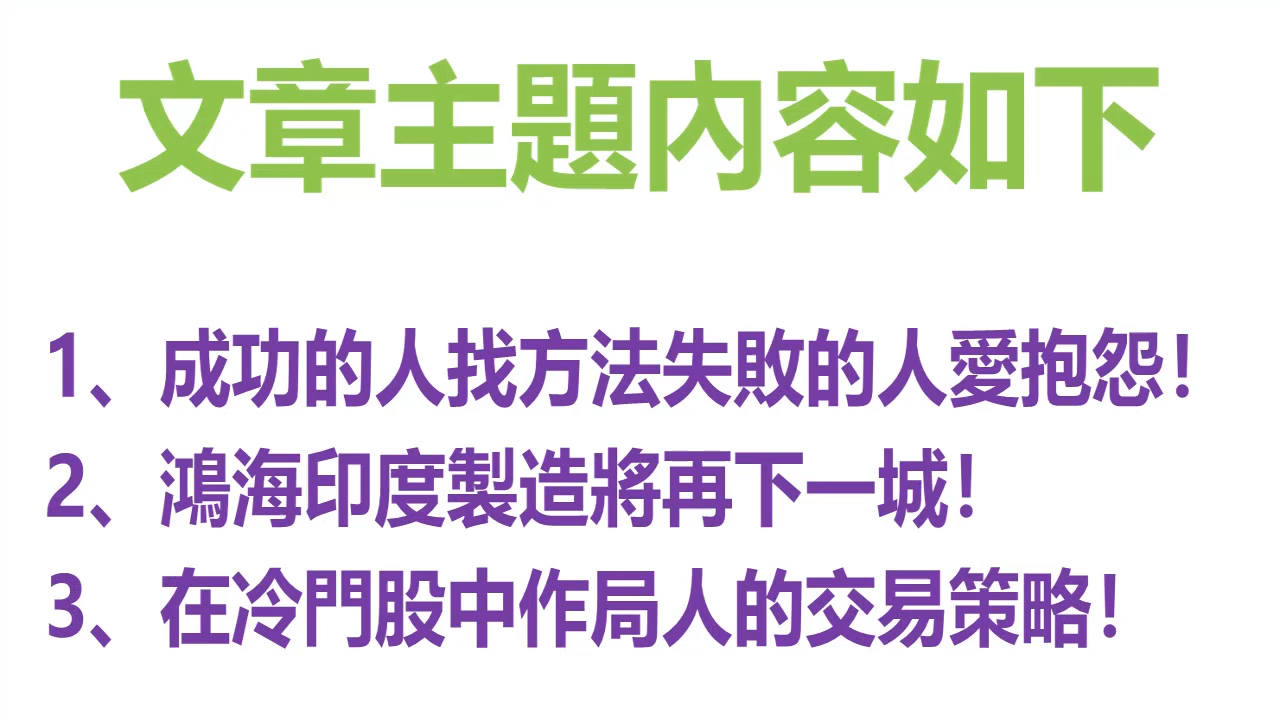 文章主題內容如下
1、成功的人找方法失敗的人愛抱怨!
2、鴻海印度製造將再下一城!
3、在冷門股中作局人的交易策略!